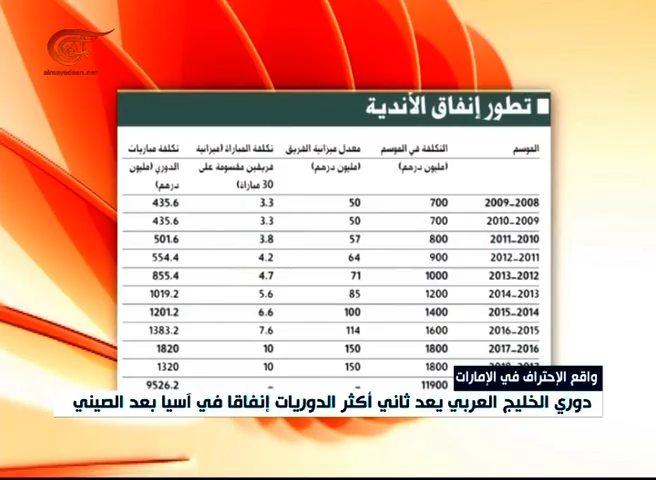 almayadeen.net
تطور إنفاق الأندية
الموسم التكلفة في الموسم (مليون درهم) معدل ميزانية الفريق (مليون درهم) تكلفة المباراة (ميزانية فريقين مقسومة على 30 مباراة) تكلفة مباريات الدوري (مليون درهم)
2009-2008 700 50 3.3 435.6
2010-2009 700 50 3.3 435.6
2011-2010 800 57 3.8 501.6
2012-2011 900 64 4.2 554.4
2013-2012 1000 71 4.7 855.4
2014-2013 1200 85 5.6 1019.2
2015-2014 1400 100 6.6 1201.2
2016-2015 1600 114 7.6 1383.2
2017-2016 1800 150 10 1820
1800 150 10 1320
11900 - - 9526.2
واقع الإحتراف في الإمارات
دوري الخليج العربي يعد ثاني أكثر الدوريات إنفاقا في آسيا بعد الصيني